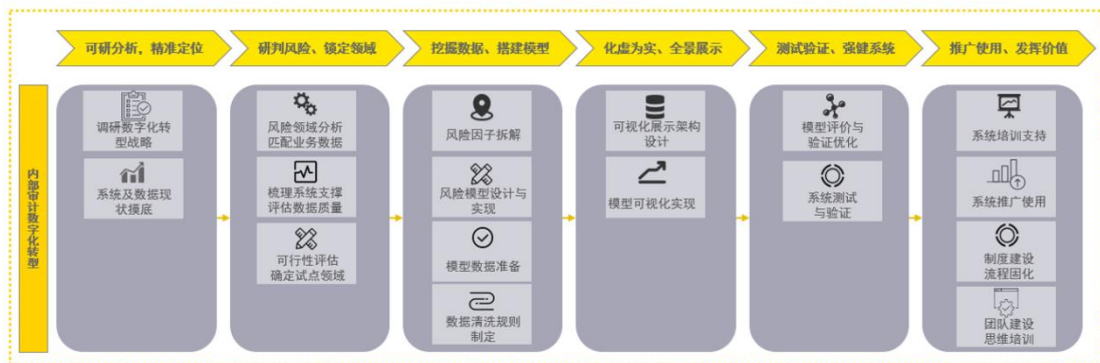 可研分析，精准定位
研判风险、锁定领域
挖掘数据、搭建模型
化虚为实、全景展示
测试验证、强健系统
推广使用、发挥价值
内部审计数字化转型
调研数字化转
型战略
系统及数据现
状摸底
风险领域分析
匹配业务数据
梳理系统支撑
评估数据质量
可行性评估
确定试点领域
风险因子拆解
风险模型设计与
实现
模型数据准备
数据清洗规则
制定
可视化展示架构
设计
模型可视化实现
模型评价与
验证优化
系统测试
与验证
系统培训支持
系统推广使用
制度建设
流程固化
团队建设
思维培训